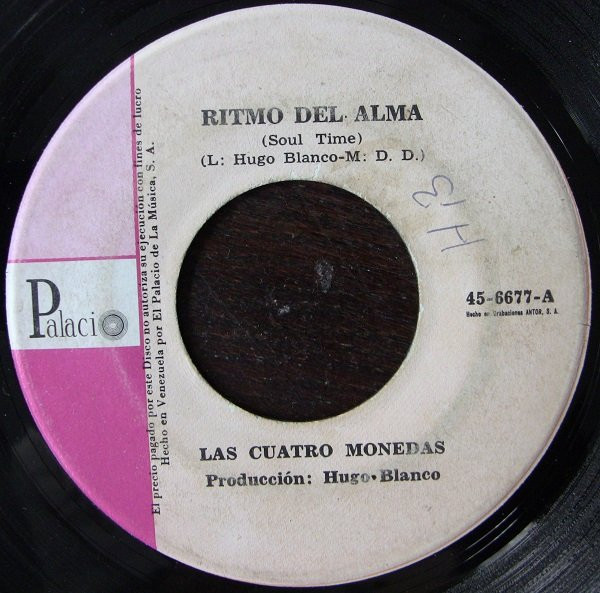 RITMO DEL ALMA
(Soul Time)
(L: Hugo Blanco-M: D. D.)
H3
Palacio
45-6677-A
Hecho en Grabaciones ANTOR, S. A.
LAS CUATRO MONEDAS
Producción: Hugo Blanco
El precio pagado por este Disco no autoriza su ejecución con fines de lucro
Hecho en Venezuela por El Palacio de La Música, S. A.